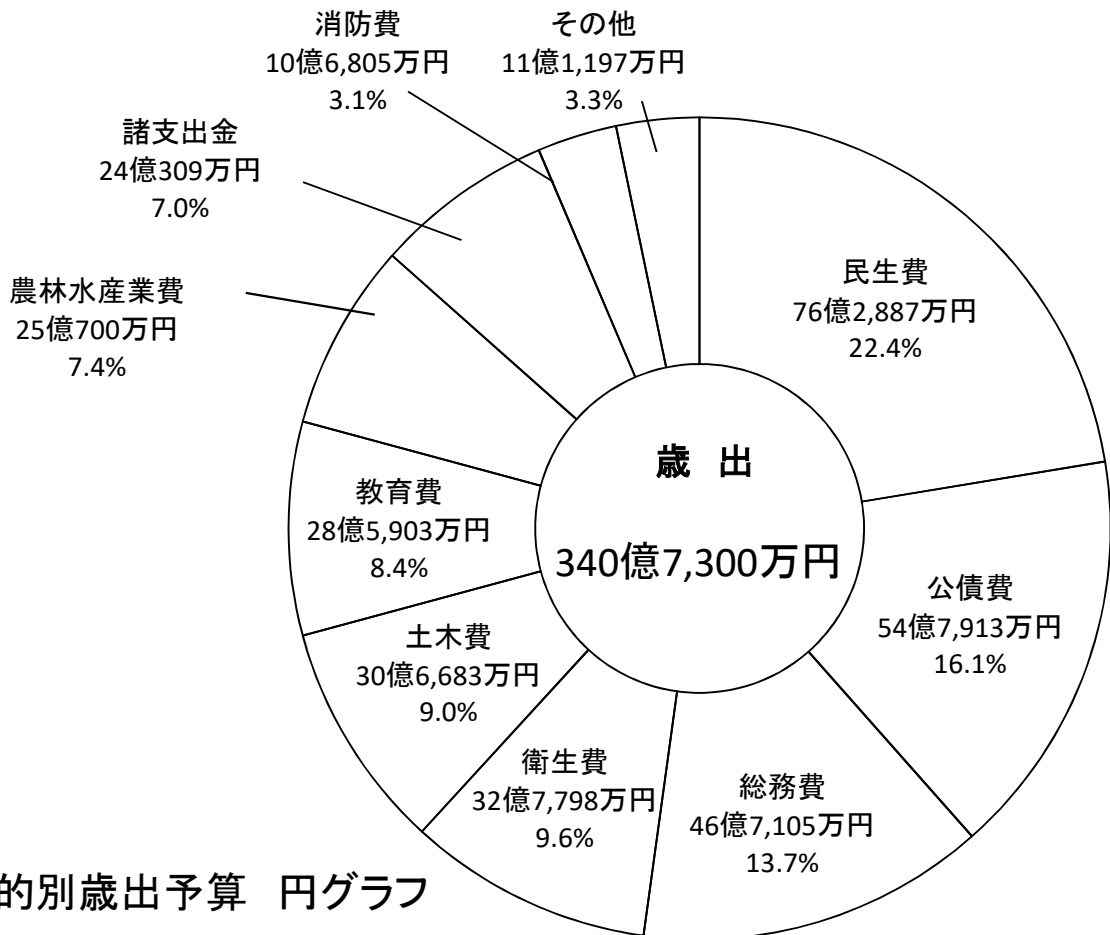 消防費
10億6,805万円
3.1%
その他
11億1,197万円
3.3%
諸支出金
24億309万円
7.0%
農林水産業費
25億700万円
7.4%
民生費
76億2,887万円
22.4%
歳 出
340億7,300万円
教育費
28億5,903万円
8.4%
公債費
54億7,913万円
16.1%
土木費
30億6,683万円
9.0%
衛生費
32億7,798万円
9.6%
総務費
46億7,105万円
13.7%
的別歳出予算 円グラフ